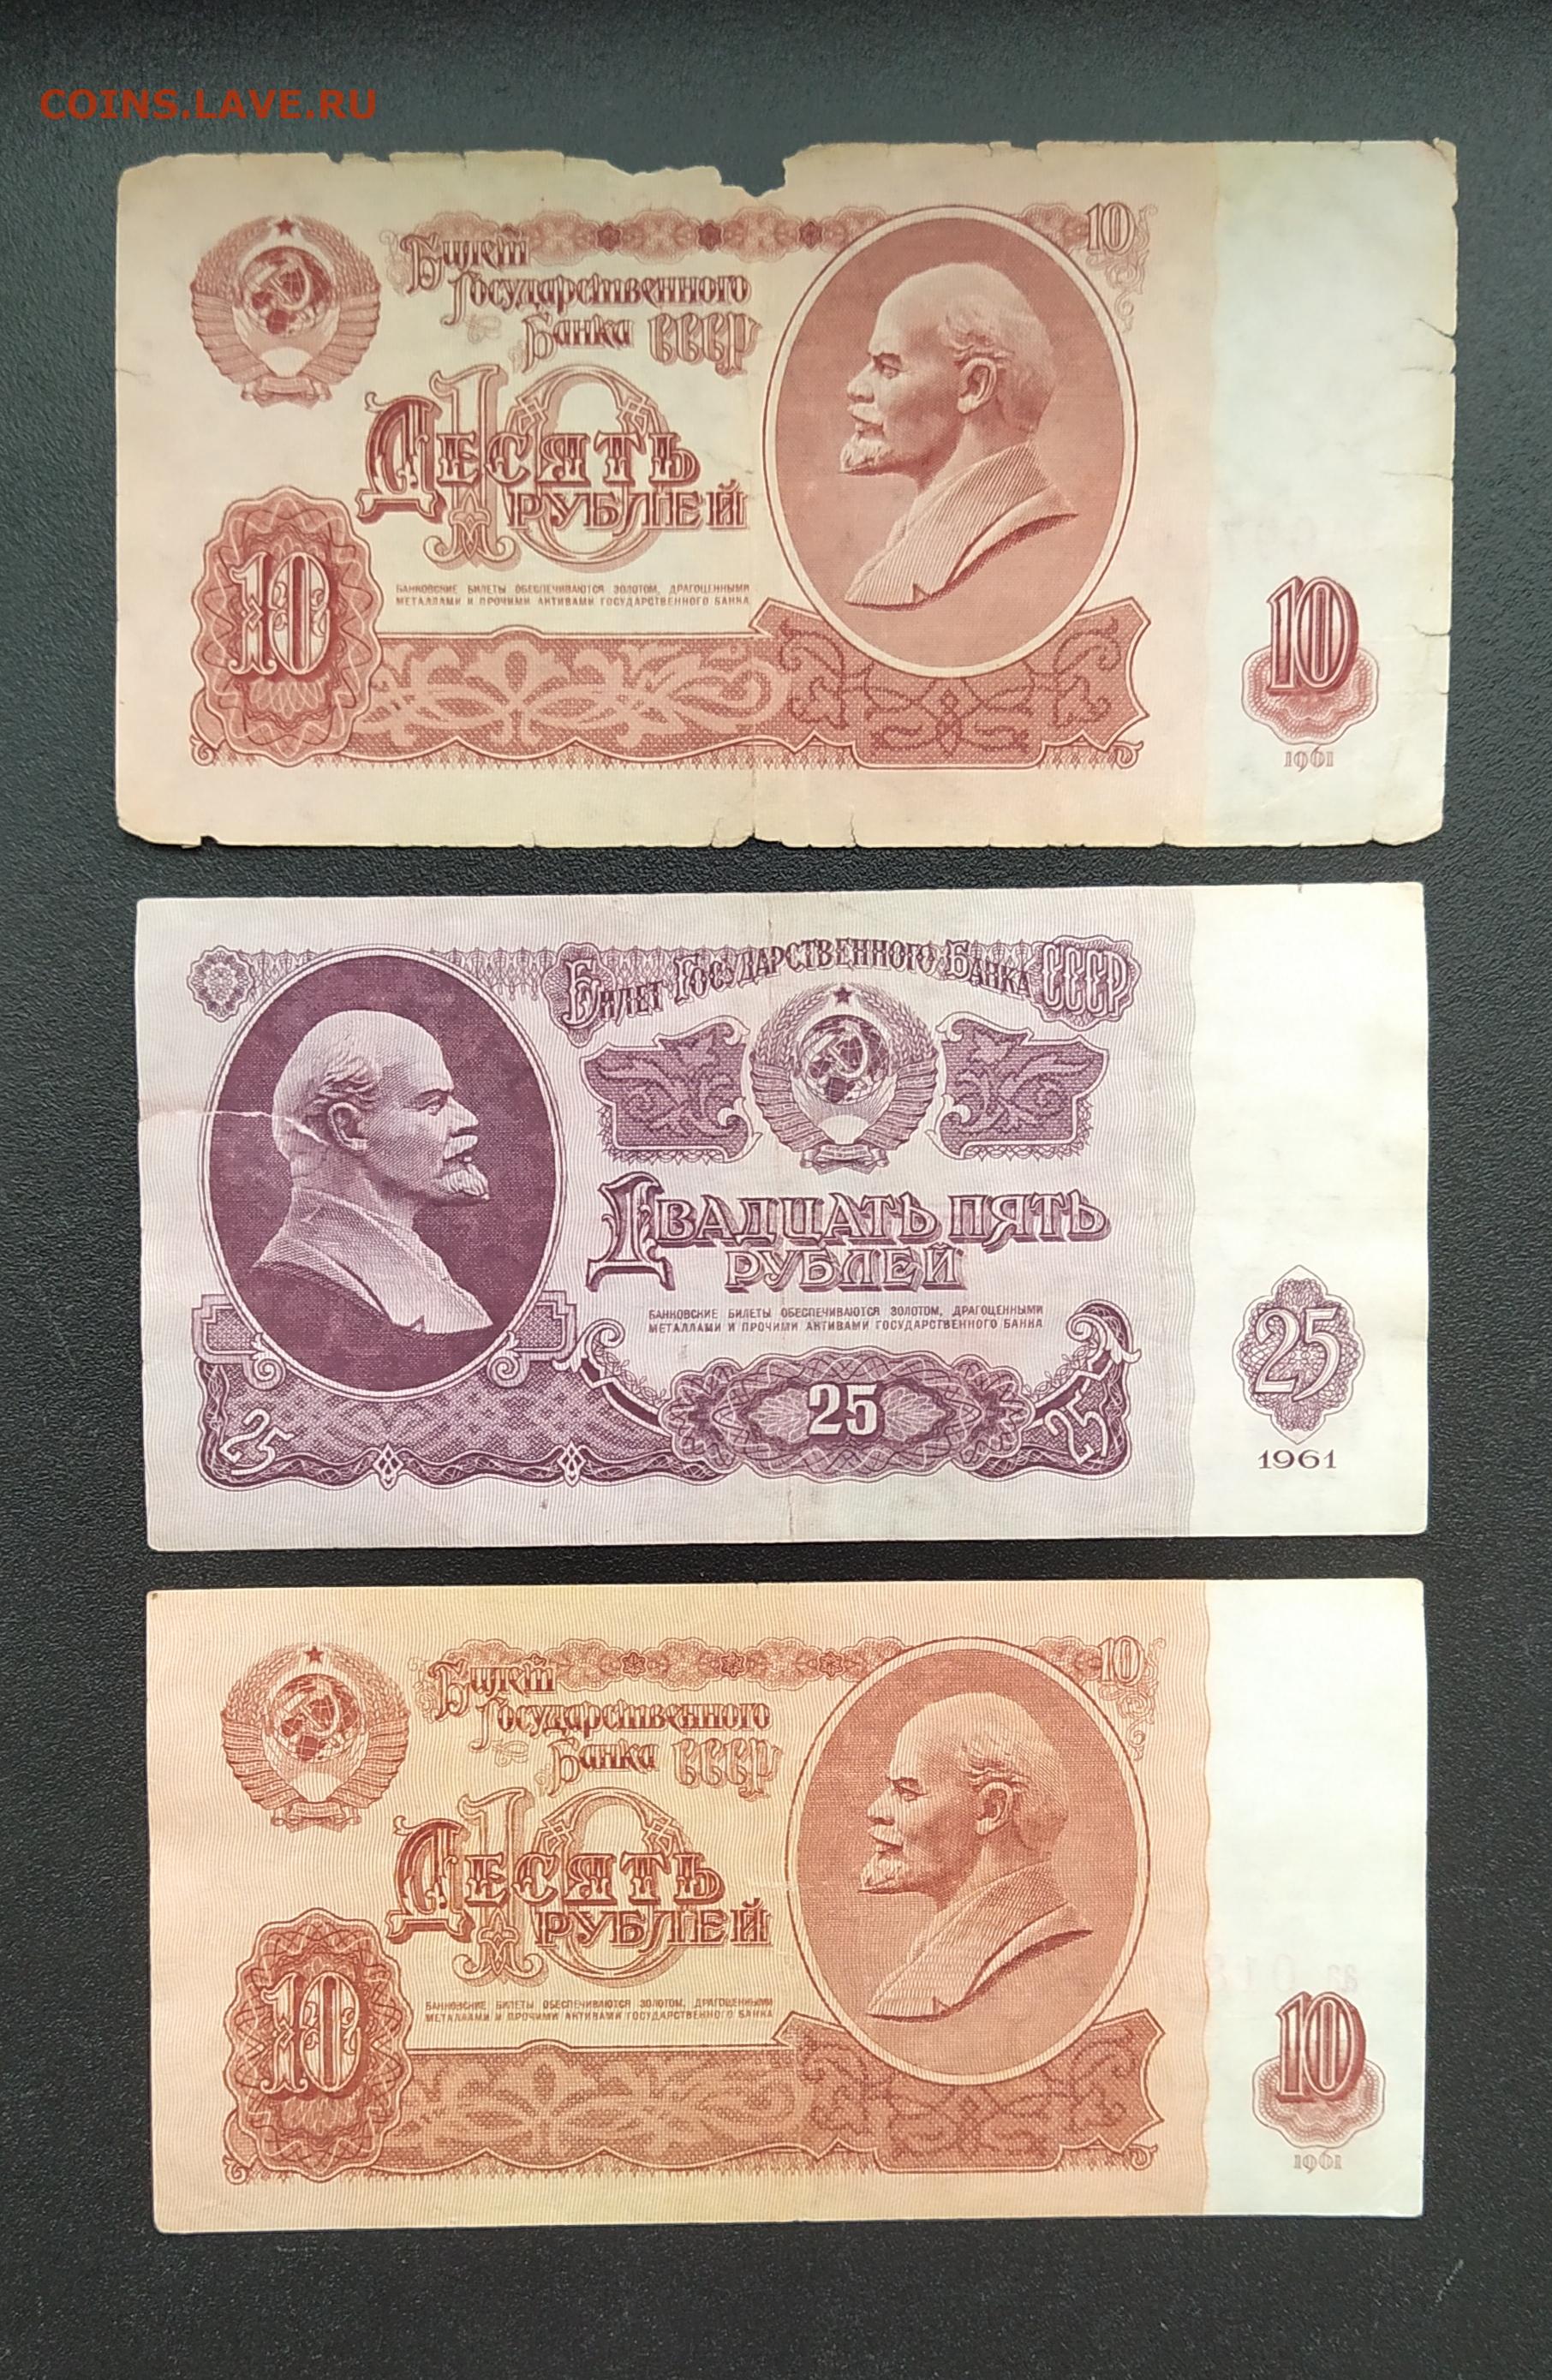 COINS.LAVE.RU
10
Билет
Государственного
Банка СССР
10
Десять
рублей
10
БАНКОВСКИЕ БИЛЕТЫ ОБЕСПЕЧИВАЮТСЯ ЗОЛОТОМ, ДРАГОЦЕННЫМИ
МЕТАЛЛАМИ И ПРОЧИМИ АКТИВАМИ ГОСУДАРСТВЕННОГО БАНКА
10
1961
Билет Государственного Банка СССР
Двадцать пять
рублей
БАНКОВСКИЕ БИЛЕТЫ ОБЕСПЕЧИВАЮТСЯ ЗОЛОТОМ, ДРАГОЦЕННЫМИ
МЕТАЛЛАМИ И ПРОЧИМИ АКТИВАМИ ГОСУДАРСТВЕННОГО БАНКА
25
25
25
25
1961
10
Билет
Государственного
Банка СССР
10
Десять
рублей
10
БАНКОВСКИЕ БИЛЕТЫ ОБЕСПЕЧИВАЮТСЯ ЗОЛОТОМ, ДРАГОЦЕННЫМИ
МЕТАЛЛАМИ И ПРОЧИМИ АКТИВАМИ ГОСУДАРСТВЕННОГО БАНКА
10
1961